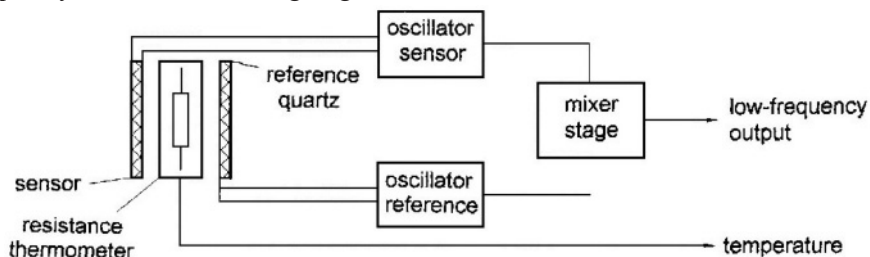 oscillator
sensor
reference
quartz
mixer
stage
low-frequency
output
sensor
oscillator
reference
resistance
thermometer
temperature